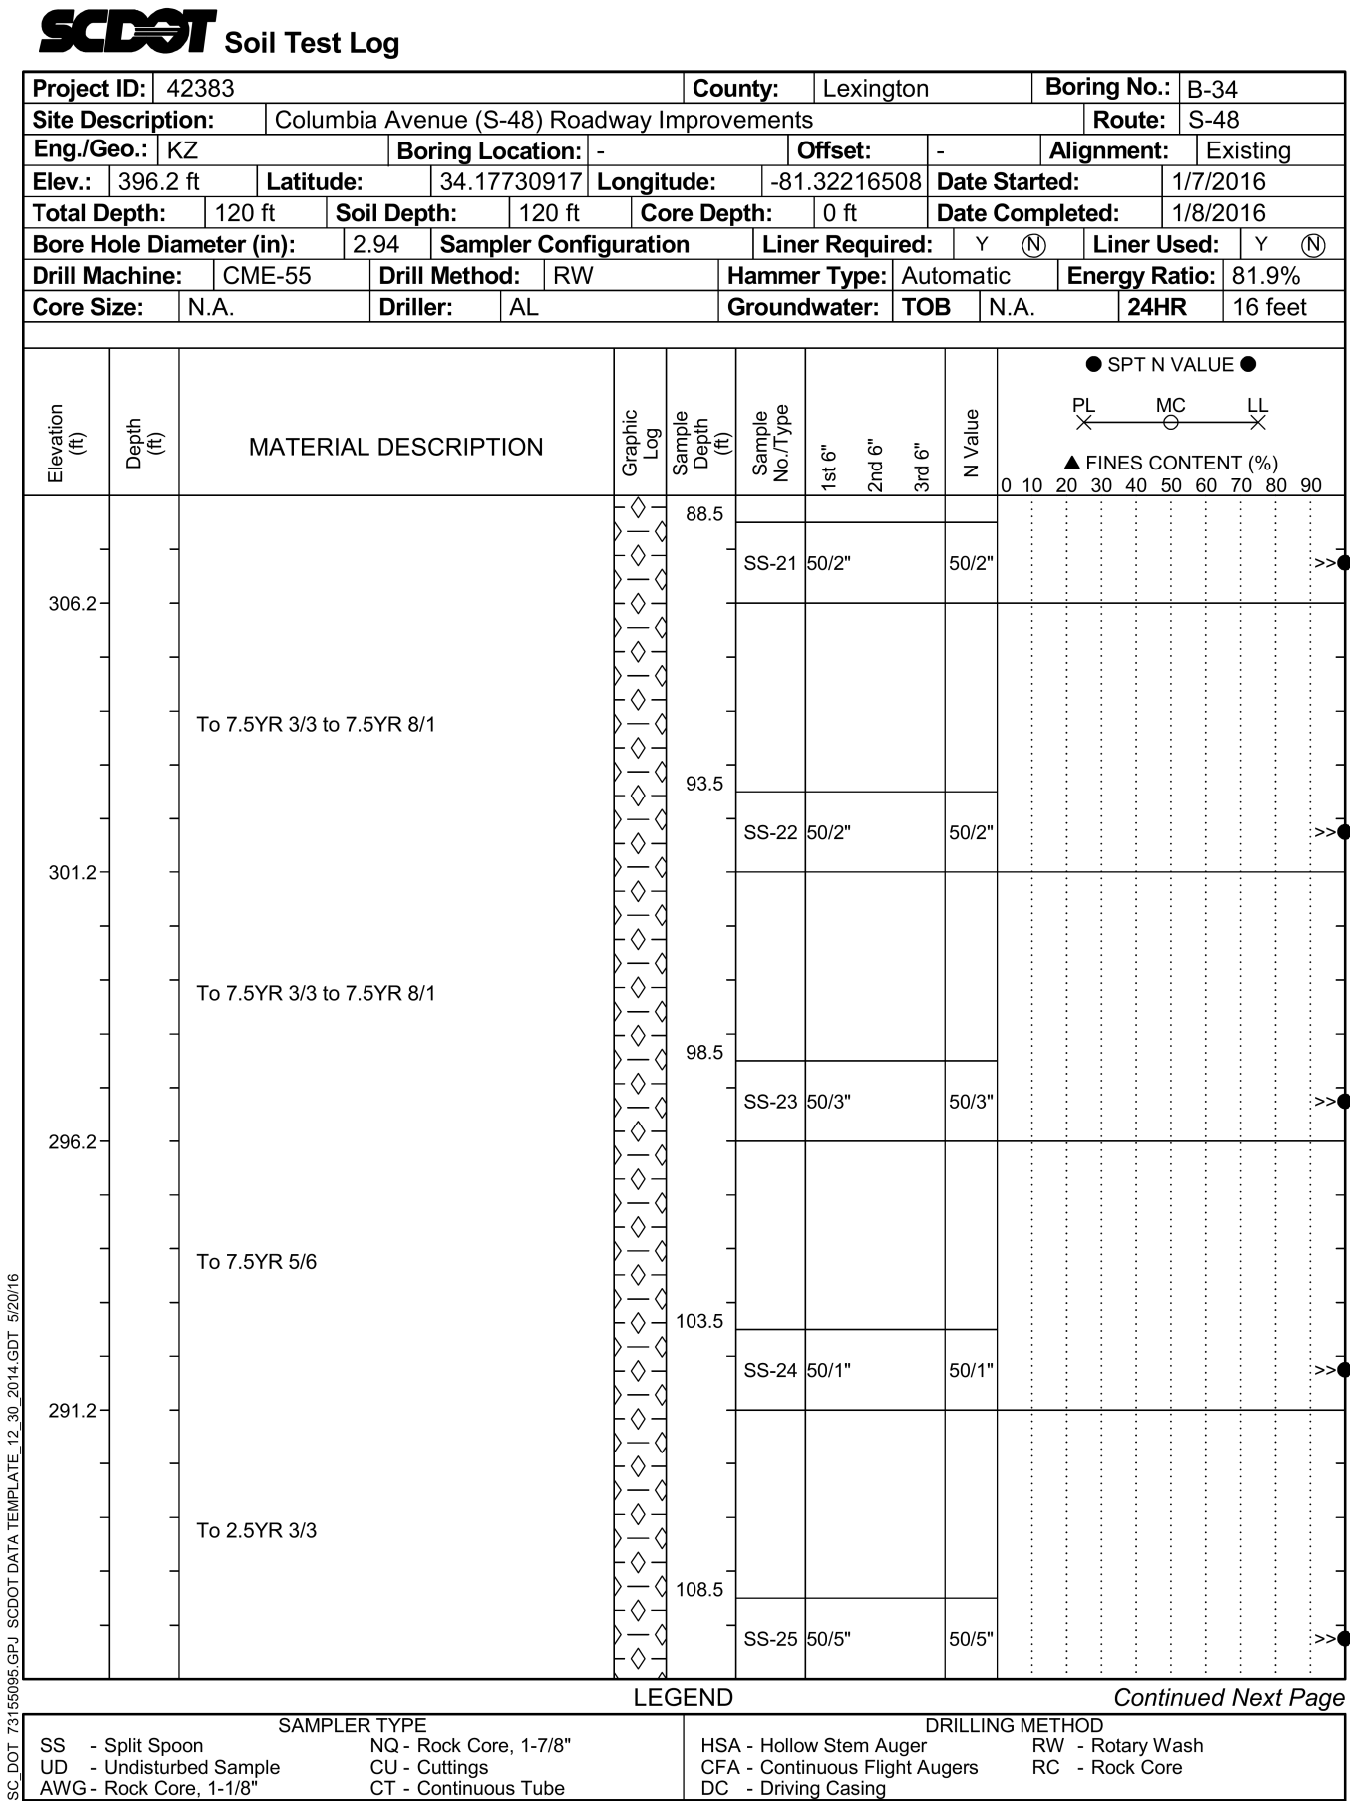 SCDOT Soil Test Log
Project ID: 42383 County: Lexington Boring No.: B-34
Site Description: Columbia Avenue (S-48) Roadway Improvements Route: S-48
Eng./Geo.: KZ Boring Location: - Offset: - Alignment: Existing
Elev.: 396.2 ft Latitude: 34.17730917 Longitude: -81.32216508 Date Started: 1/7/2016
Total Depth: 120 ft Soil Depth: 120 ft Core Depth: 0 ft Date Completed: 1/8/2016
Bore Hole Diameter (in): 2.94 Sampler Configuration Liner Required: Y N Liner Used: Y N
Drill Machine: CME-55 Drill Method: RW Hammer Type: Automatic Energy Ratio: 81.9%
Core Size: N.A. Driller: AL Groundwater: TOB N.A. 24HR 16 feet
Elevation (ft) Depth (ft) MATERIAL DESCRIPTION Graphic Log Sample Depth (ft) Sample No./Type 1st 6" 2nd 6" 3rd 6" N Value
● SPT N VALUE ●
PL MC LL
▲ FINES CONTENT (%)
0 10 20 30 40 50 60 70 80 90
88.5
SS-21 50/2" 50/2" >>
306.2
To 7.5YR 3/3 to 7.5YR 8/1
93.5
SS-22 50/2" 50/2" >>
301.2
To 7.5YR 3/3 to 7.5YR 8/1
98.5
SS-23 50/3" 50/3" >>
296.2
To 7.5YR 5/6
103.5
SS-24 50/1" 50/1" >>
291.2
To 2.5YR 3/3
108.5
SS-25 50/5" 50/5" >>
LEGEND Continued Next Page
SAMPLER TYPE DRILLING METHOD
SS - Split Spoon NQ - Rock Core, 1-7/8" HSA - Hollow Stem Auger RW - Rotary Wash
UD - Undisturbed Sample CU - Cuttings CFA - Continuous Flight Augers RC - Rock Core
AWG - Rock Core, 1-1/8" CT - Continuous Tube DC - Driving Casing
SC_DOT 73155095.GPJ SCDOT DATA TEMPLATE_12_30_2014.GDT 5/20/16